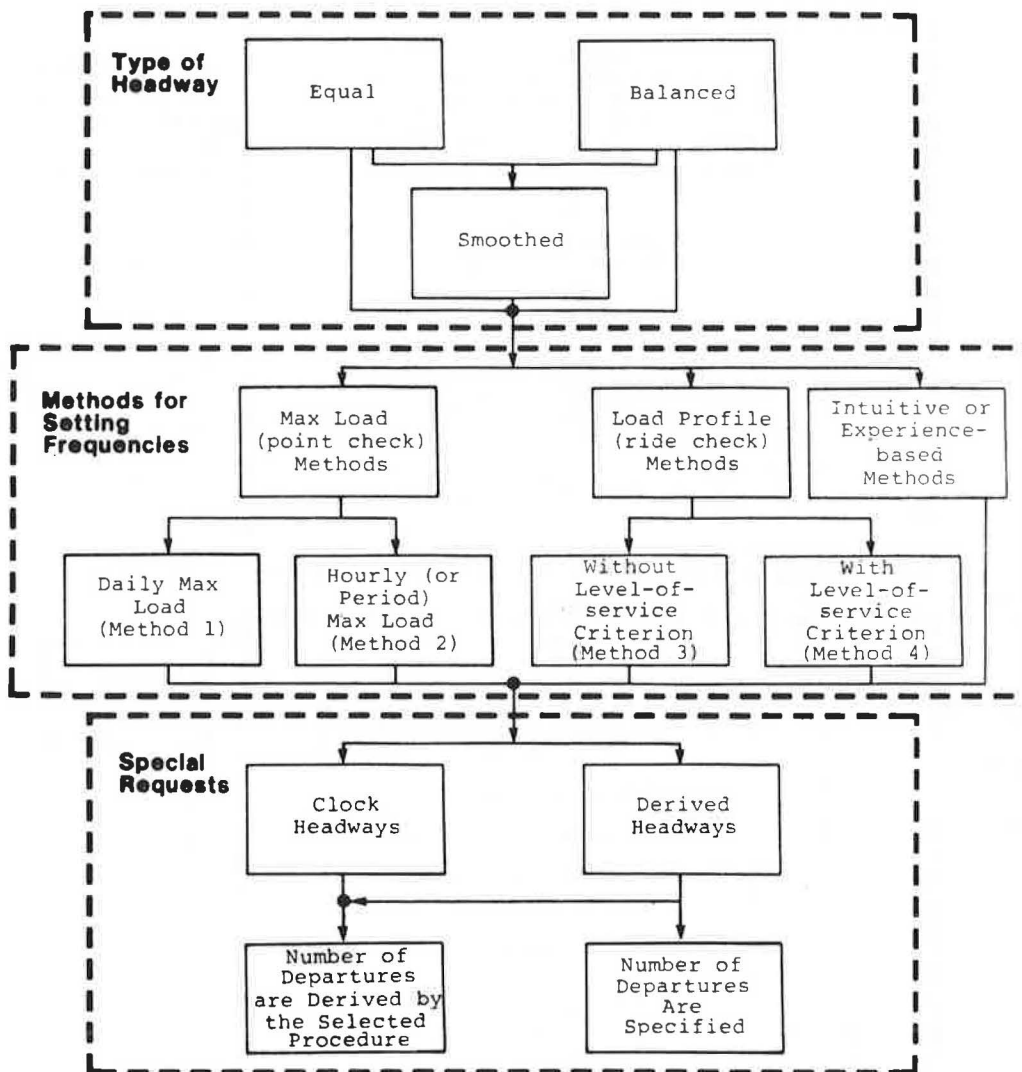 Type of
Headway
Equal
Balanced
Smoothed
Methods for
Setting
Frequencies
Max Load
(point check)
Methods
Load Profile
(ride check)
Methods
Intuitive or
Experience-
based
Methods
Daily Max
Load
(Method 1)
Hourly (or
Period)
Max Load
(Method 2)
Without
Level-of-
service
Criterion
(Method 3)
With
Level-of-
service
Criterion
(Method 4)
Special
Requests
Clock
Headways
Derived
Headways
Number of
Departures
are Derived by
the Selected
Procedure
Number of
Departures
Are
Specified